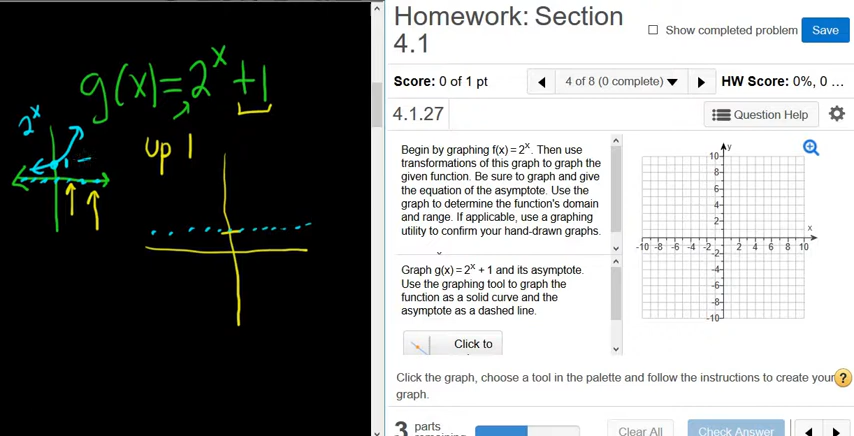 g(x) = 2^x + 1
2^x
up 1
Homework: Section 4.1
Show completed problem
Save
Score: 0 of 1 pt
4 of 8 (0 complete)
HW Score: 0%, 0 ...
4.1.27
Question Help
Begin by graphing f(x) = 2^x. Then use
transformations of this graph to graph the
given function. Be sure to graph and give
the equation of the asymptote. Use the
graph to determine the function's domain
and range. If applicable, use a graphing
utility to confirm your hand-drawn graphs.
Graph g(x) = 2^x + 1 and its asymptote.
Use the graphing tool to graph the
function as a solid curve and the
asymptote as a dashed line.
Click to
y
10
8
6
4
2
x
-10 -8 -6 -4 -2 2 4 6 8 10
-2
-4
-6
-8
-10
Click the graph, choose a tool in the palette and follow the instructions to create your
graph.
?
3 parts
remaining
Clear All
Check Answer